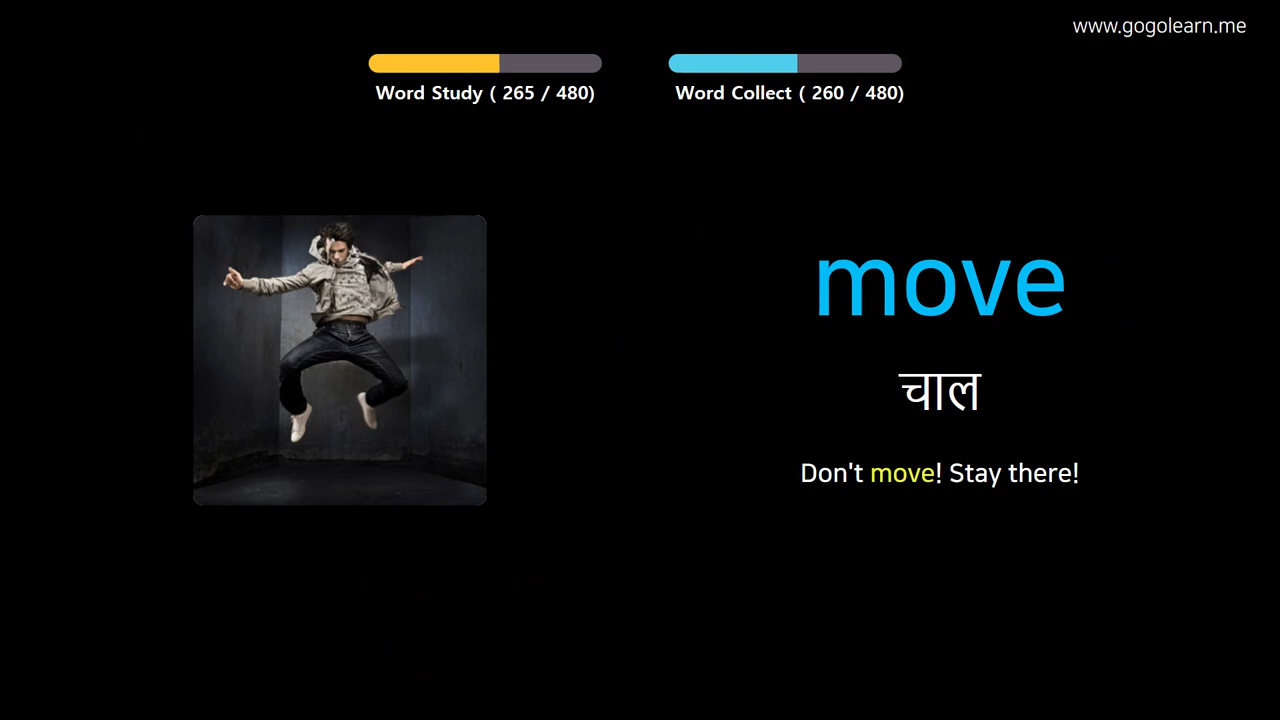 www.gogolearn.me
Word Study ( 265 / 480)
Word Collect ( 260 / 480)
move
चाल
Don't move! Stay there!